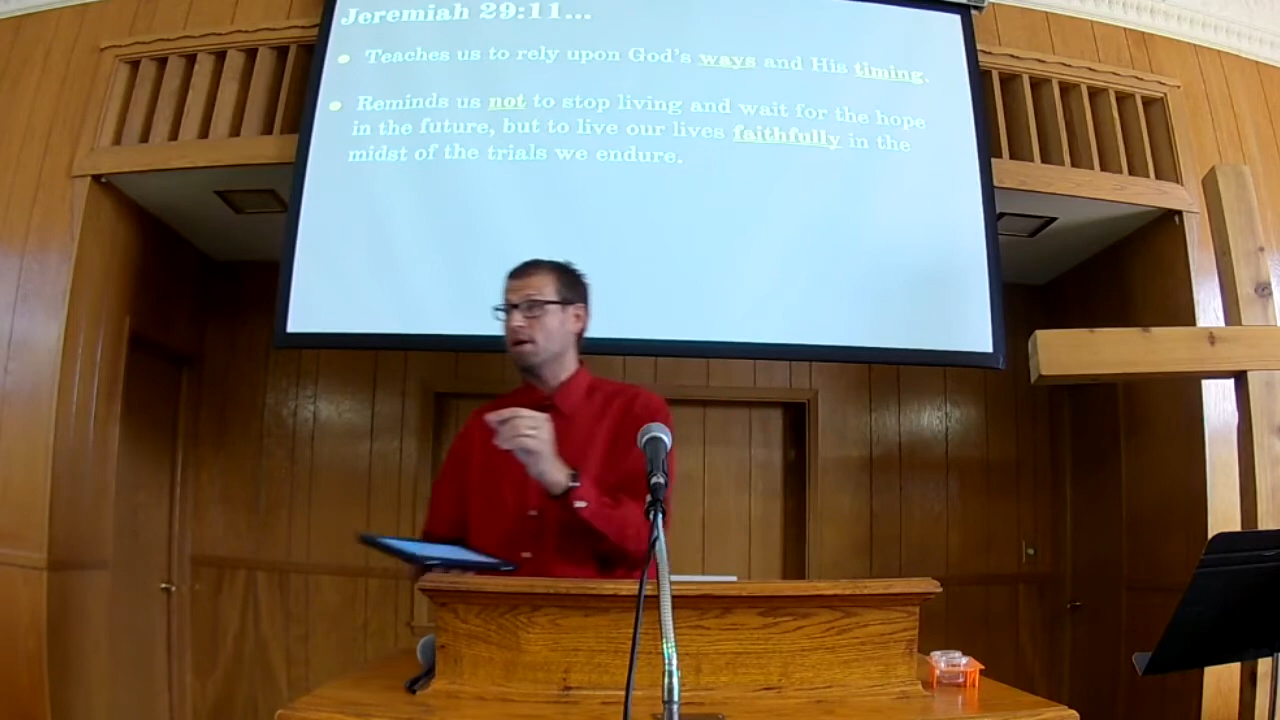 Jeremiah 29:11...
● Teaches us to rely upon God's ways and His timing.
● Reminds us not to stop living and wait for the hope
in the future, but to live our lives faithfully in the
midst of the trials we endure.